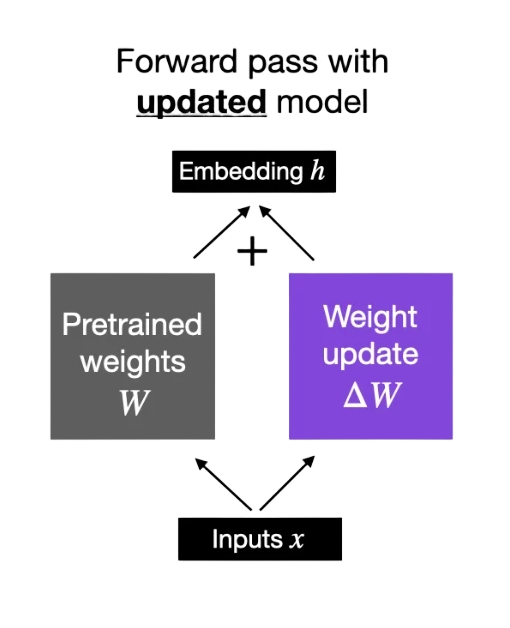 Forward pass with
updated model
Embedding h
+
Pretrained
weights
W
Weight
update
ΔW
Inputs x